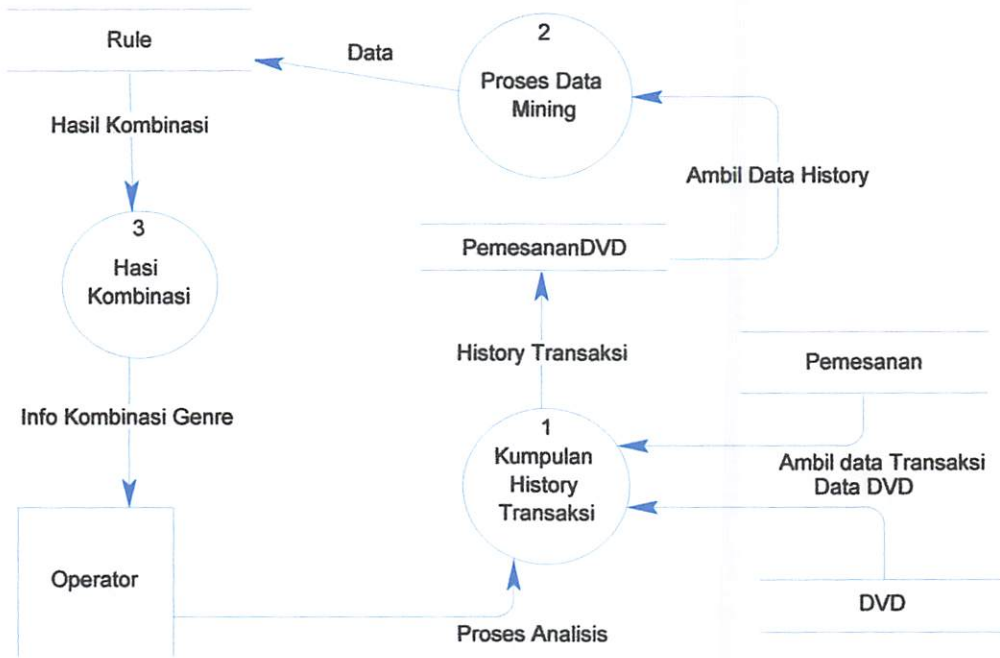 Rule
Data
2
Proses Data
Mining
Hasil Kombinasi
Ambil Data History
3
Hasi
Kombinasi
PemesananDVD
History Transaksi
Pemesanan
Info Kombinasi Genre
1
Kumpulan
History
Transaksi
Ambil data Transaksi
Data DVD
Operator
DVD
Proses Analisis